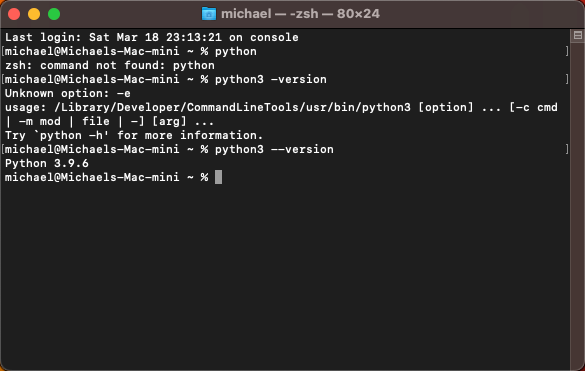 michael — -zsh — 80×24
Last login: Sat Mar 18 23:13:21 on console
[michael@Michaels-Mac-mini ~ % python ]
zsh: command not found: python
[michael@Michaels-Mac-mini ~ % python3 -version ]
Unknown option: -e
usage: /Library/Developer/CommandLineTools/usr/bin/python3 [option] ... [-c cmd
| -m mod | file | -] [arg] ...
Try `python -h' for more information.
[michael@Michaels-Mac-mini ~ % python3 --version ]
Python 3.9.6
michael@Michaels-Mac-mini ~ %